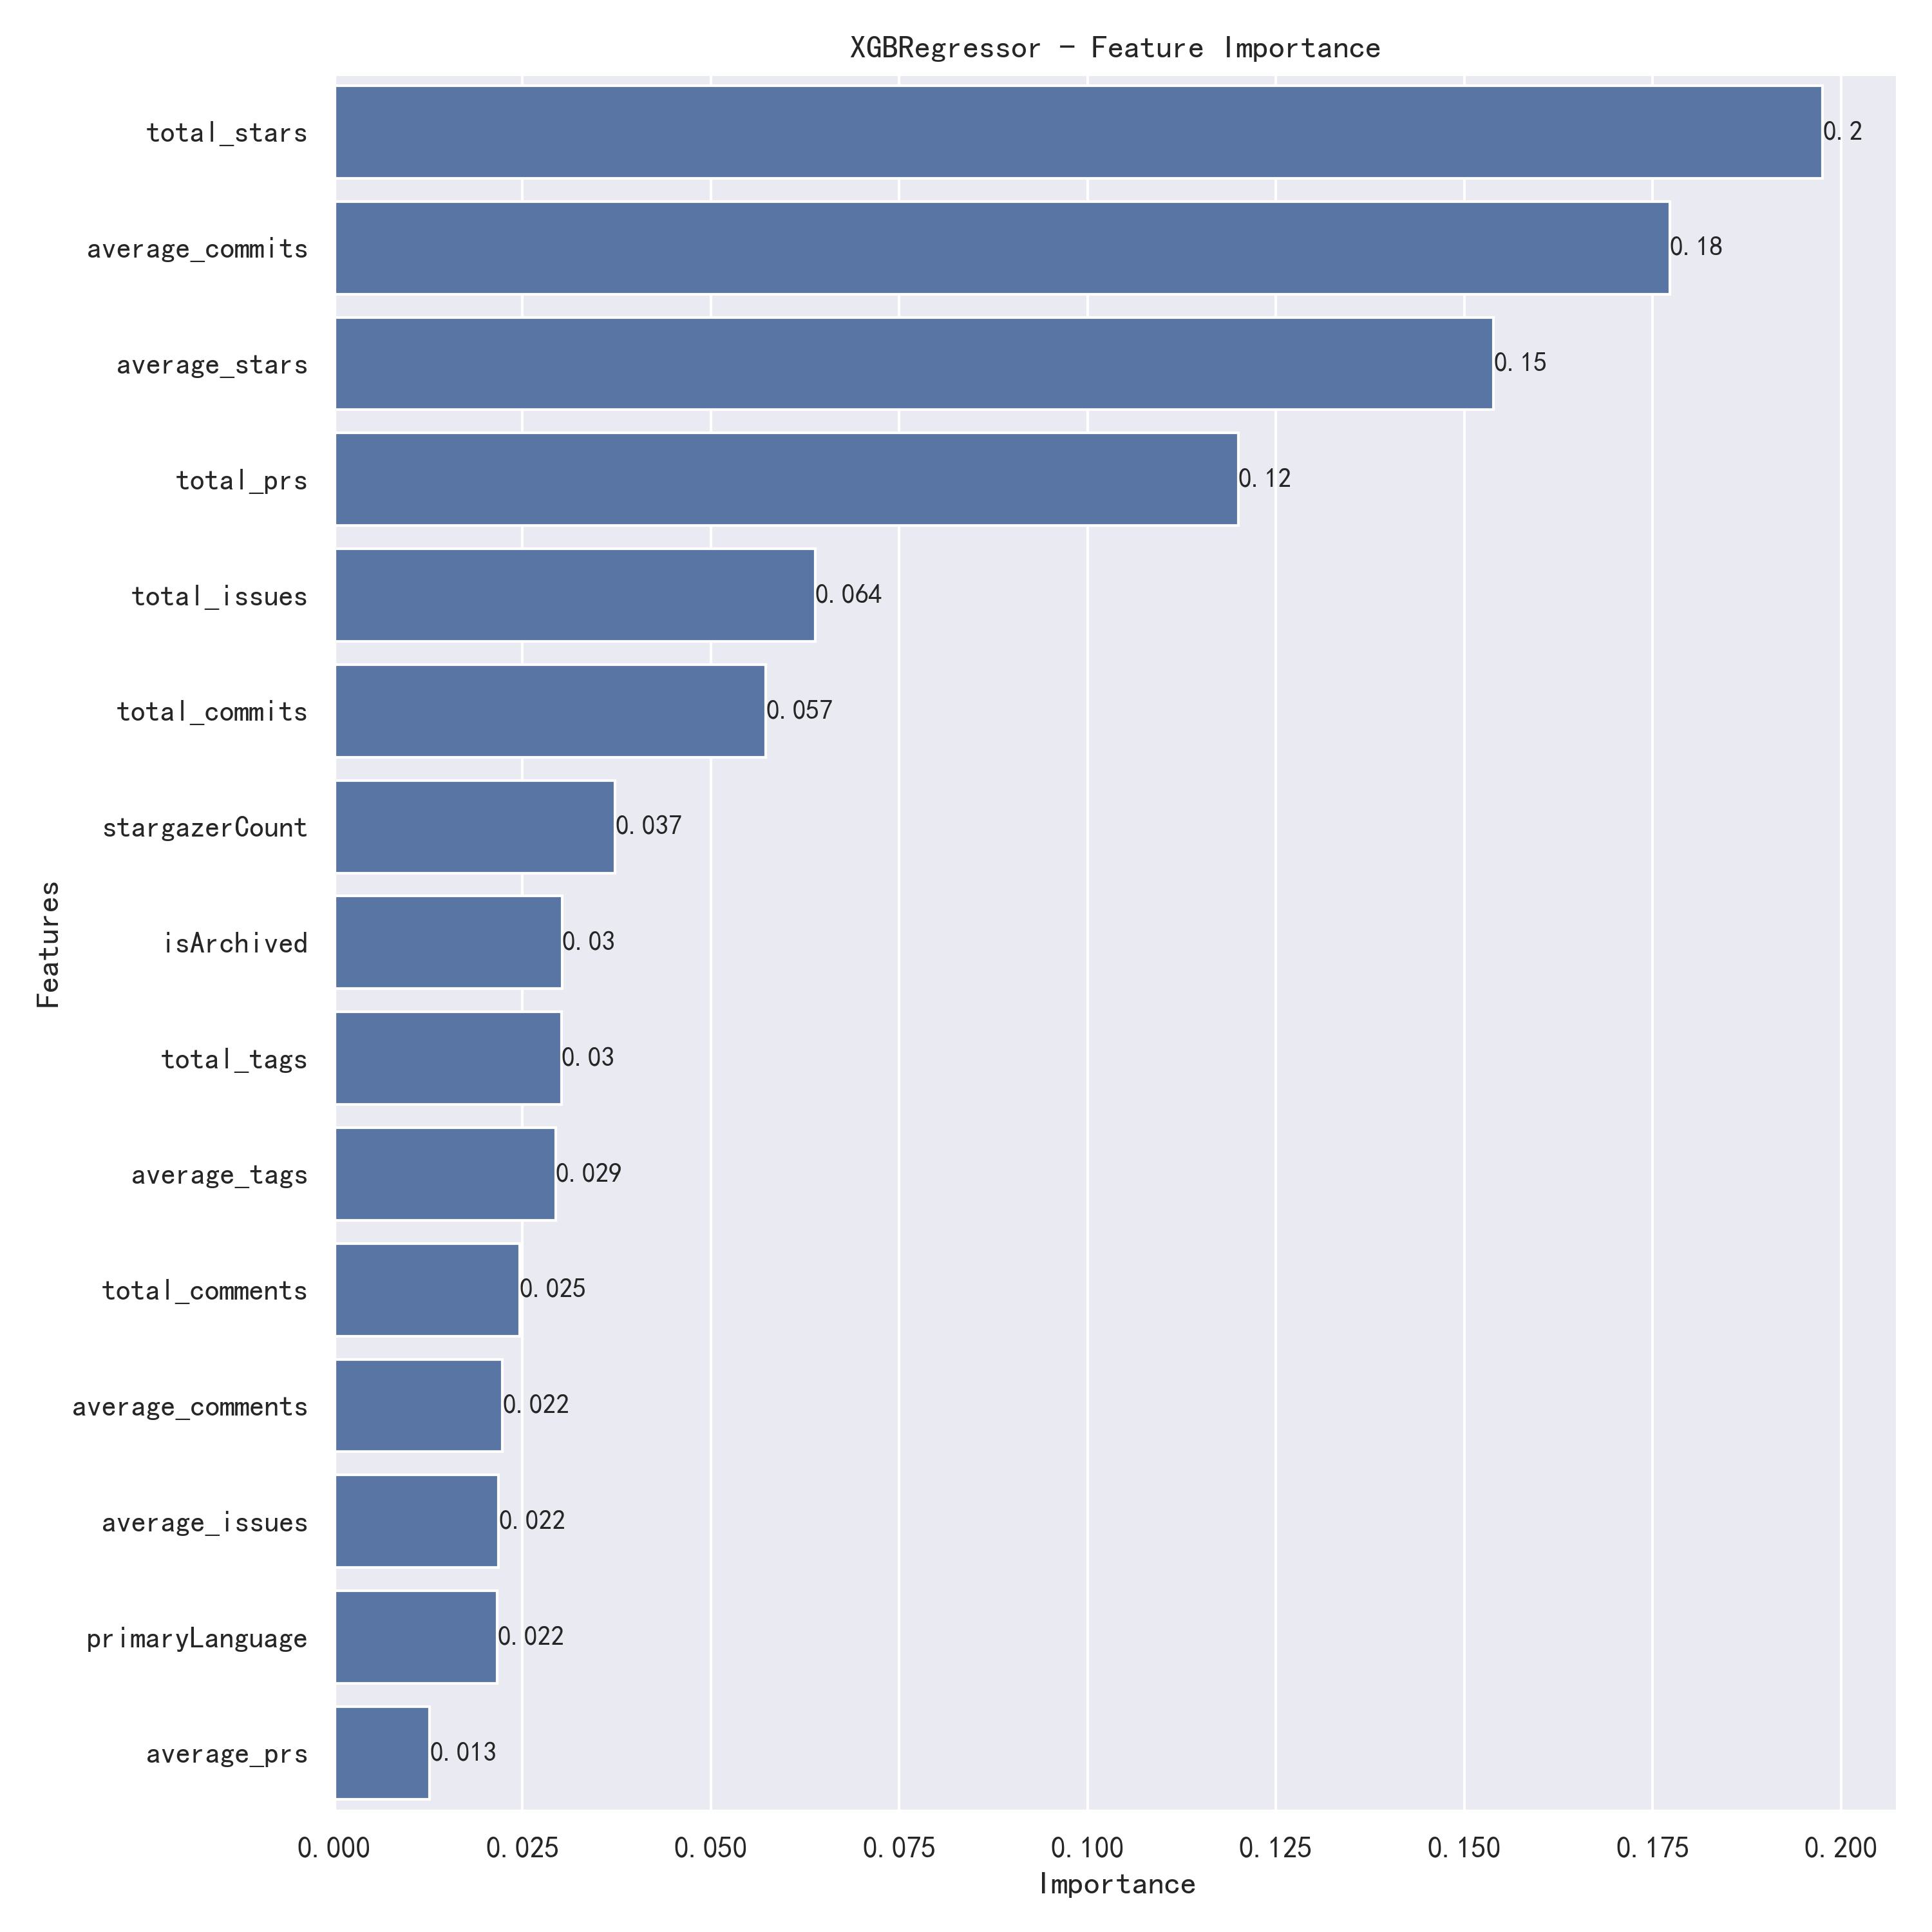 XGBRegressor - Feature Importance
total_stars 0.2
average_commits 0.18
average_stars 0.15
total_prs 0.12
total_issues 0.064
total_commits 0.057
stargazerCount 0.037
isArchived 0.03
total_tags 0.03
average_tags 0.029
total_comments 0.025
average_comments 0.022
average_issues 0.022
primaryLanguage 0.022
average_prs 0.013
Features
0.000 0.025 0.050 0.075 0.100 0.125 0.150 0.175 0.200
Importance